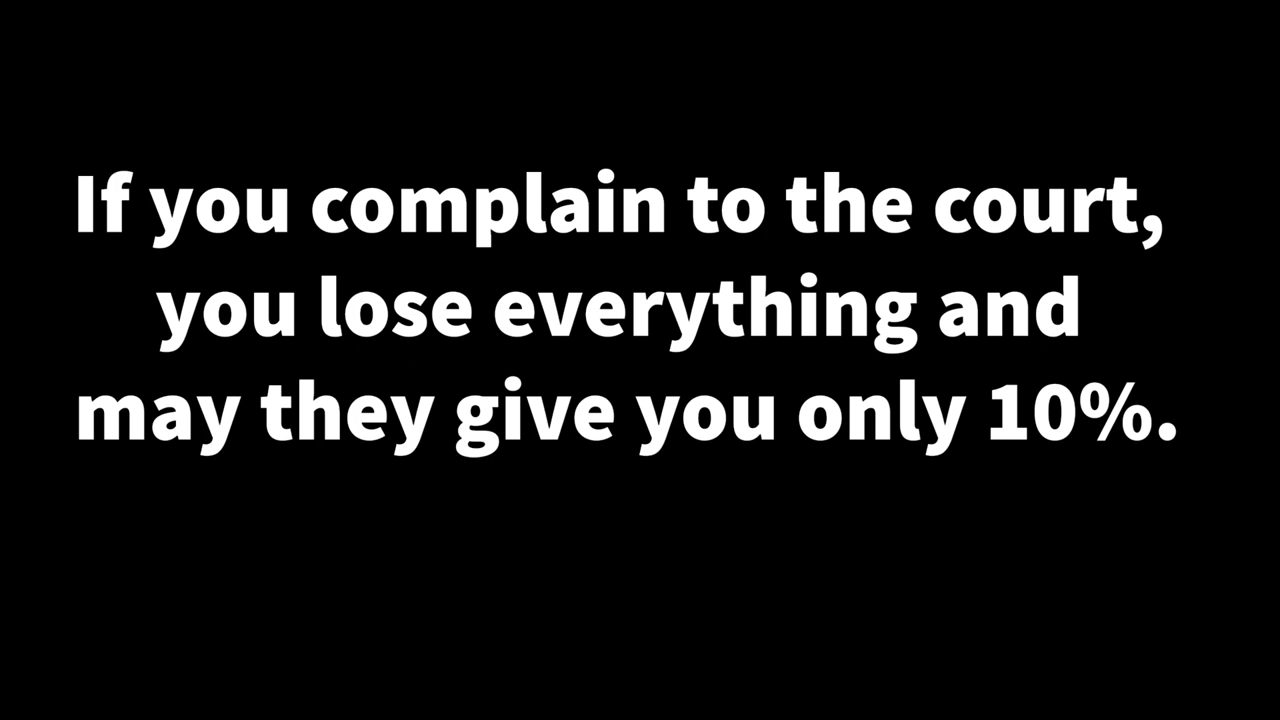 If you complain to the court,
you lose everything and
may they give you only 10%.